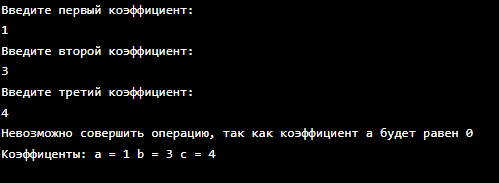 Введите первый коэффициент:
1
Введите второй коэффициент:
3
Введите третий коэффициент:
4
Невозможно совершить операцию, так как коэффициент а будет равен 0
Коэффиценты: a = 1 b = 3 c = 4